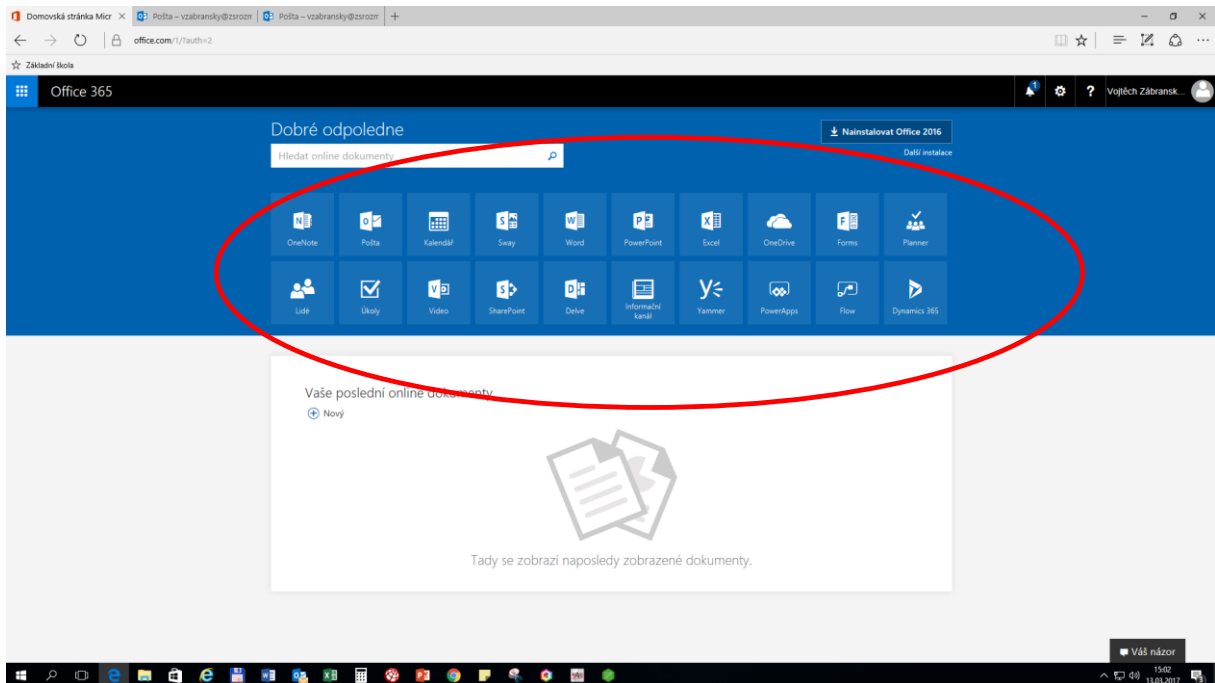 Domovská stránka Micr
Pošta – vzabransky@zsrozn
Pošta – vzabransky@zsrozm
office.com/1/?auth=2
Základní škola
Office 365
1
?
Vojtěch Zábransk...
Dobré odpoledne
Nainstalovat Office 2016
Hledat online dokumenty
Další instalace
OneNote Pošta Kalendář Sway Word PowerPoint Excel OneDrive Forms Planner
Lidé Úkoly Video SharePoint Delve Informační kanál Yammer PowerApps Flow Dynamics 365
Vaše poslední online dokumenty
Nový
Tady se zobrazí naposledy zobrazené dokumenty.
Váš názor
15:02
13.03.2017